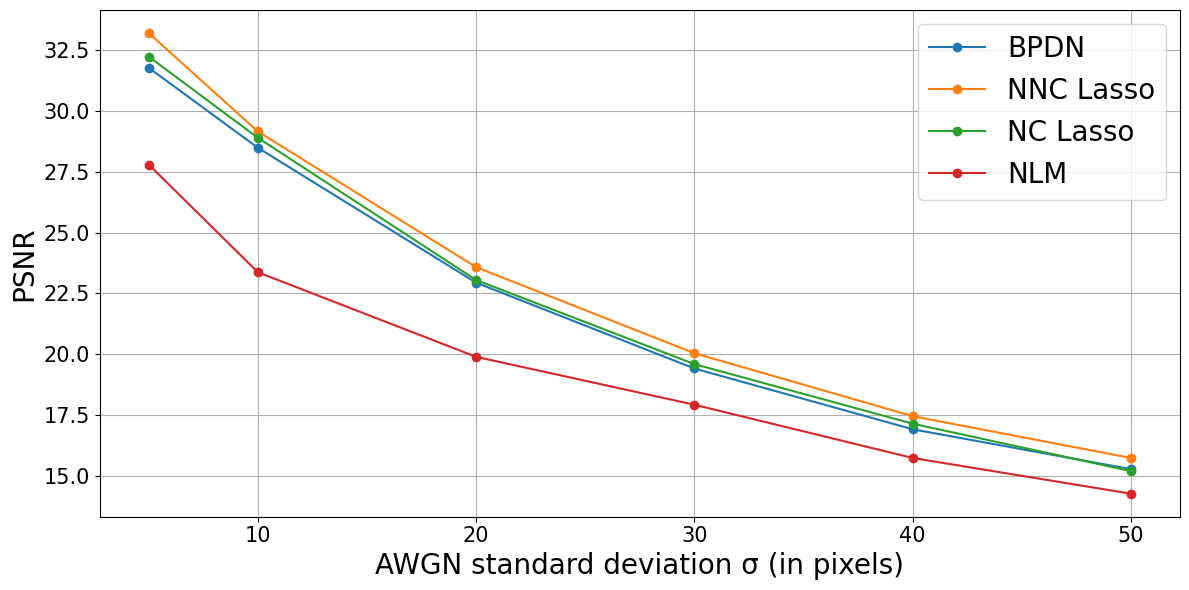 32.5
30.0
27.5
25.0
22.5
20.0
17.5
15.0
PSNR
BPDN
NNC Lasso
NC Lasso
NLM
10 20 30 40 50
AWGN standard deviation σ (in pixels)